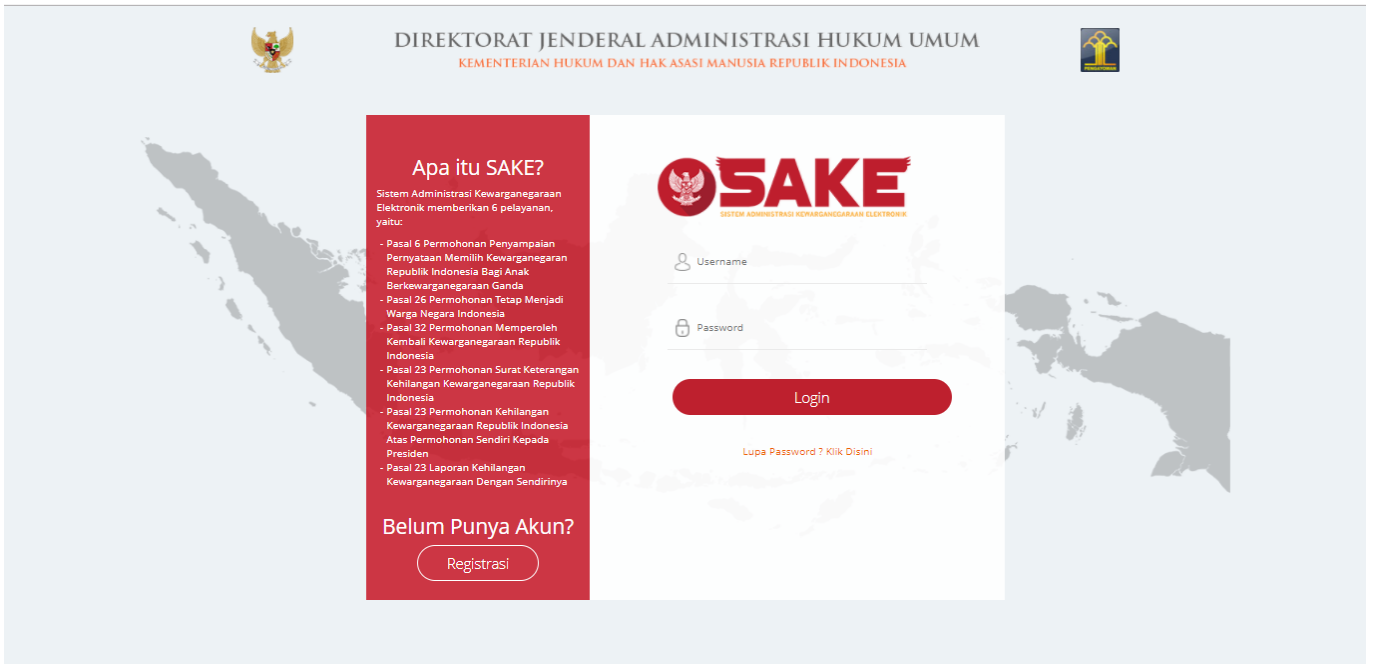 DIREKTORAT JENDERAL ADMINISTRASI HUKUM UMUM
KEMENTERIAN HUKUM DAN HAK ASASI MANUSIA REPUBLIK INDONESIA
PENGAYOMAN
Apa itu SAKE?
Sistem Administrasi Kewarganegaraan
Elektronik memberikan 6 pelayanan,
yaitu:
- Pasal 6 Permohonan Penyampaian
Pernyataan Memilih Kewarganegaran
Republik Indonesia Bagi Anak
Berkewarganegaraan Ganda
- Pasal 26 Permohonan Tetap Menjadi
Warga Negara Indonesia
- Pasal 32 Permohonan Memperoleh
Kembali Kewarganegaraan Republik
Indonesia
- Pasal 23 Permohonan Surat Keterangan
Kehilangan Kewarganegaraan Republik
Indonesia
- Pasal 23 Permohonan Kehilangan
Kewarganegaraan Republik Indonesia
Atas Permohonan Sendiri Kepada
Presiden
- Pasal 23 Laporan Kehilangan
Kewarganegaraan Dengan Sendirinya
Belum Punya Akun?
Registrasi
SAKE
SISTEM ADMINISTRASI KEWARGANEGARAAN ELEKTRONIK
Username
Password
Login
Lupa Password ? Klik Disini